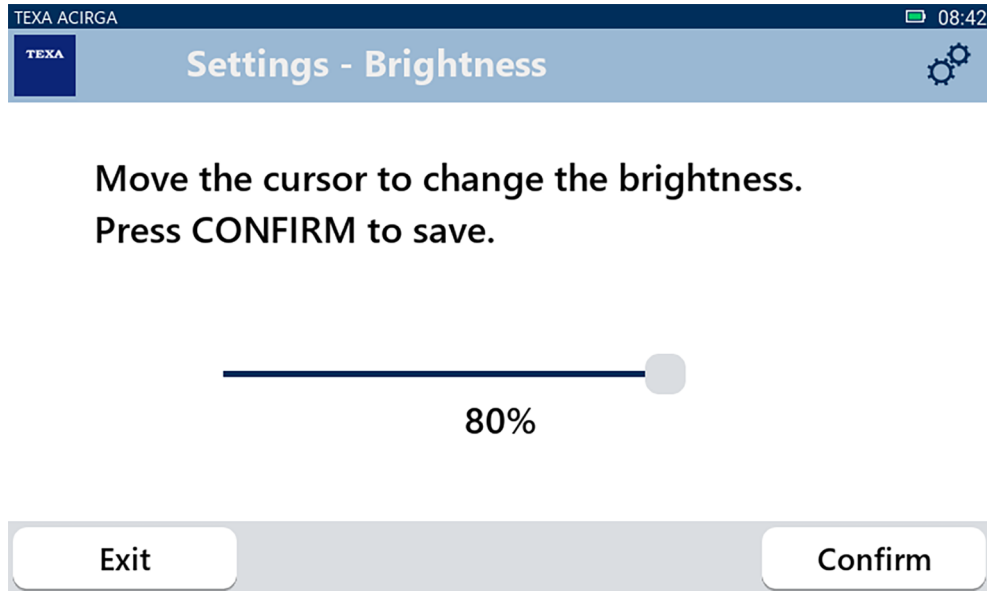 TEXA ACIRGA 08:42
TEXA Settings - Brightness
Move the cursor to change the brightness.
Press CONFIRM to save.
80%
Exit Confirm